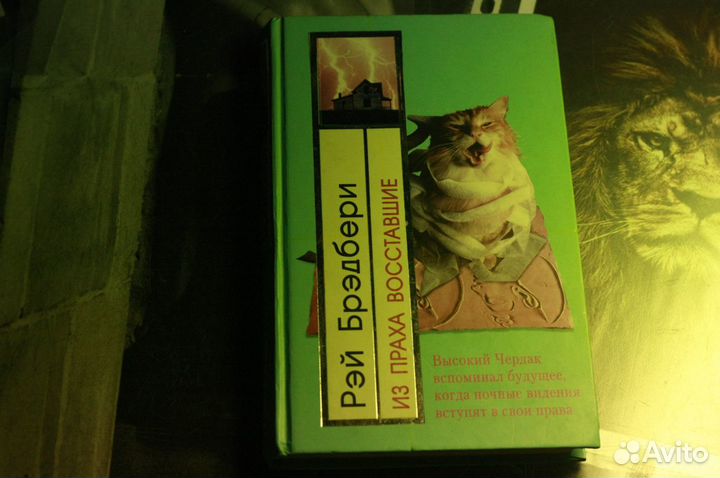 Рэй Брэдбери
ИЗ ПРАХА ВОССТАВШИЕ
Высокий Чердак
вспоминал будущее,
когда ночные видения
вступят в свои права
Avito